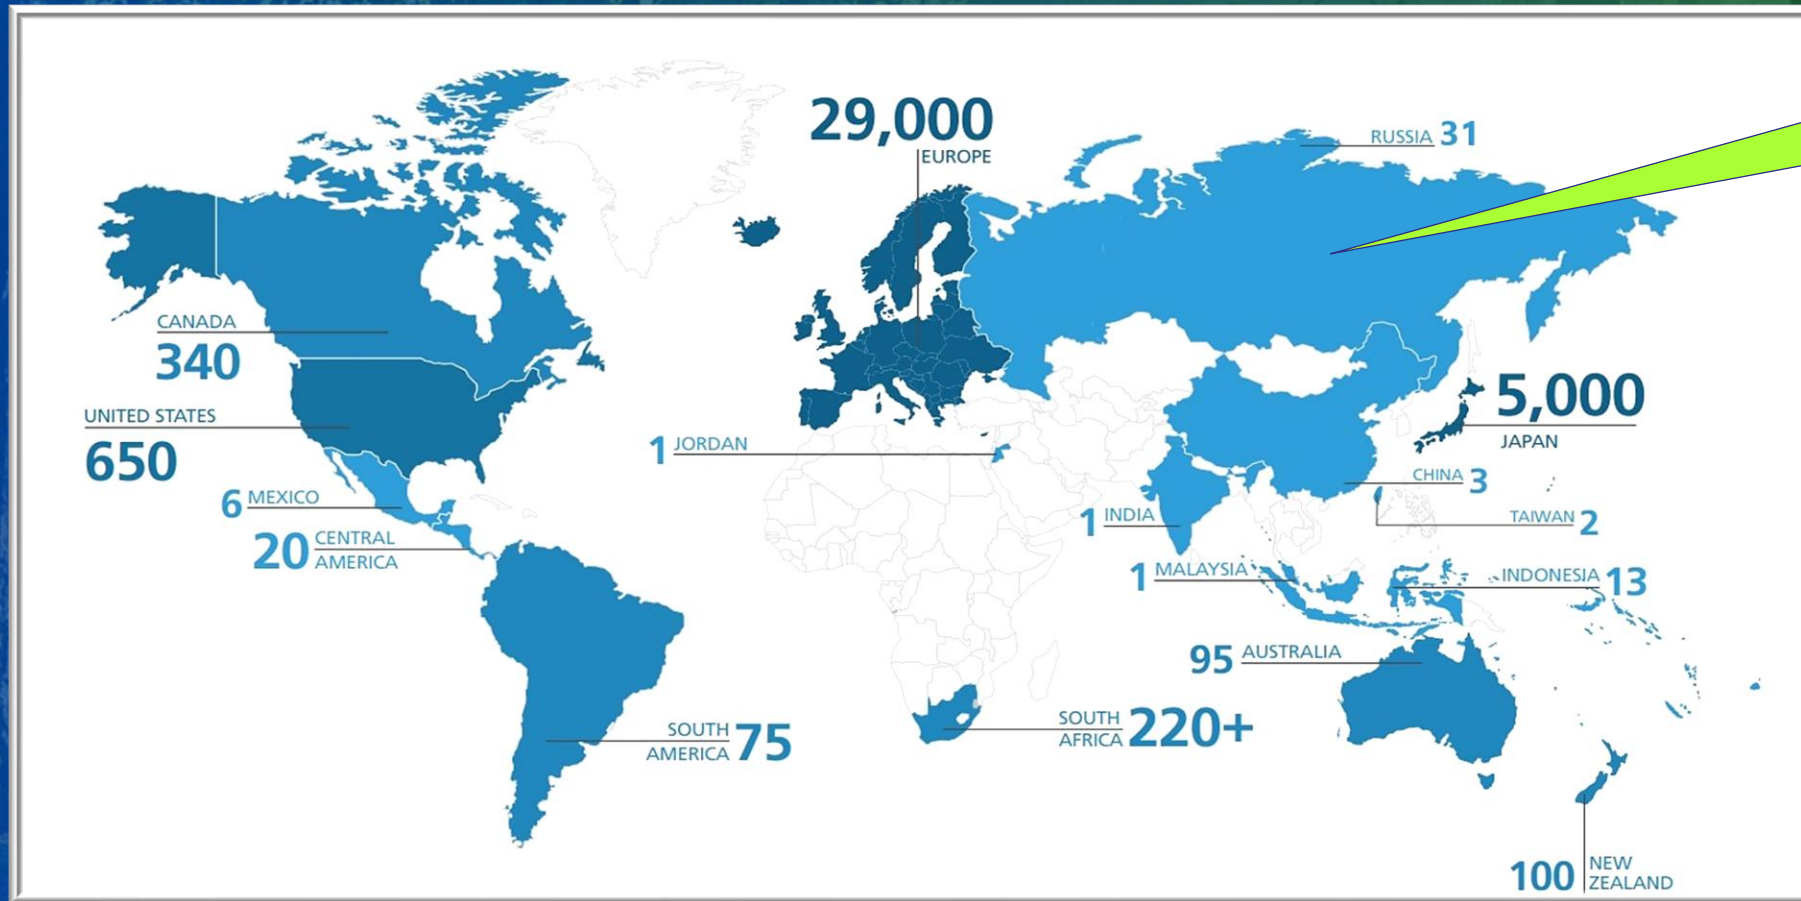 29,000
EUROPE
RUSSIA 31
CANADA
340
UNITED STATES
650
5,000
JAPAN
1 JORDAN
CHINA 3
6 MEXICO
1 INDIA
TAIWAN 2
20 CENTRAL
AMERICA
1 MALAYSIA
INDONESIA 13
95 AUSTRALIA
SOUTH
AMERICA 75
SOUTH
AFRICA 220+
100 NEW
ZEALAND